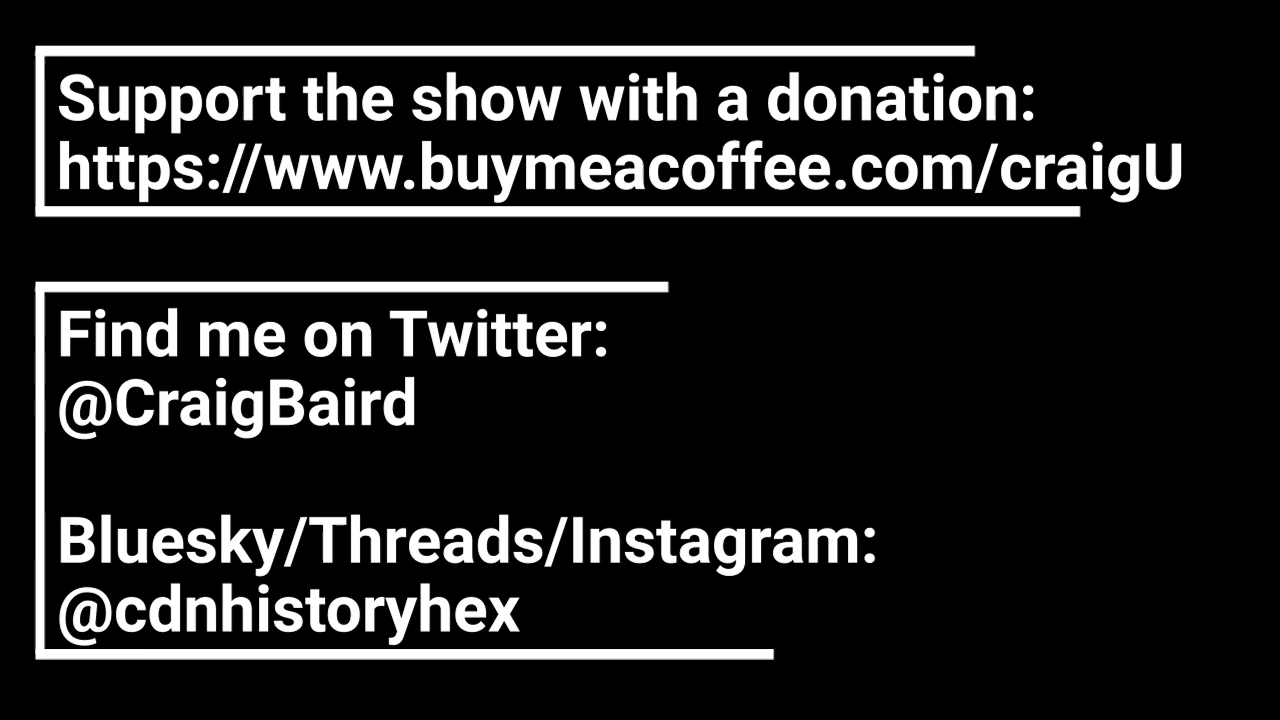 Support the show with a donation:
https://www.buymeacoffee.com/craigU
Find me on Twitter:
@CraigBaird
Bluesky/Threads/Instagram:
@cdnhistoryhex